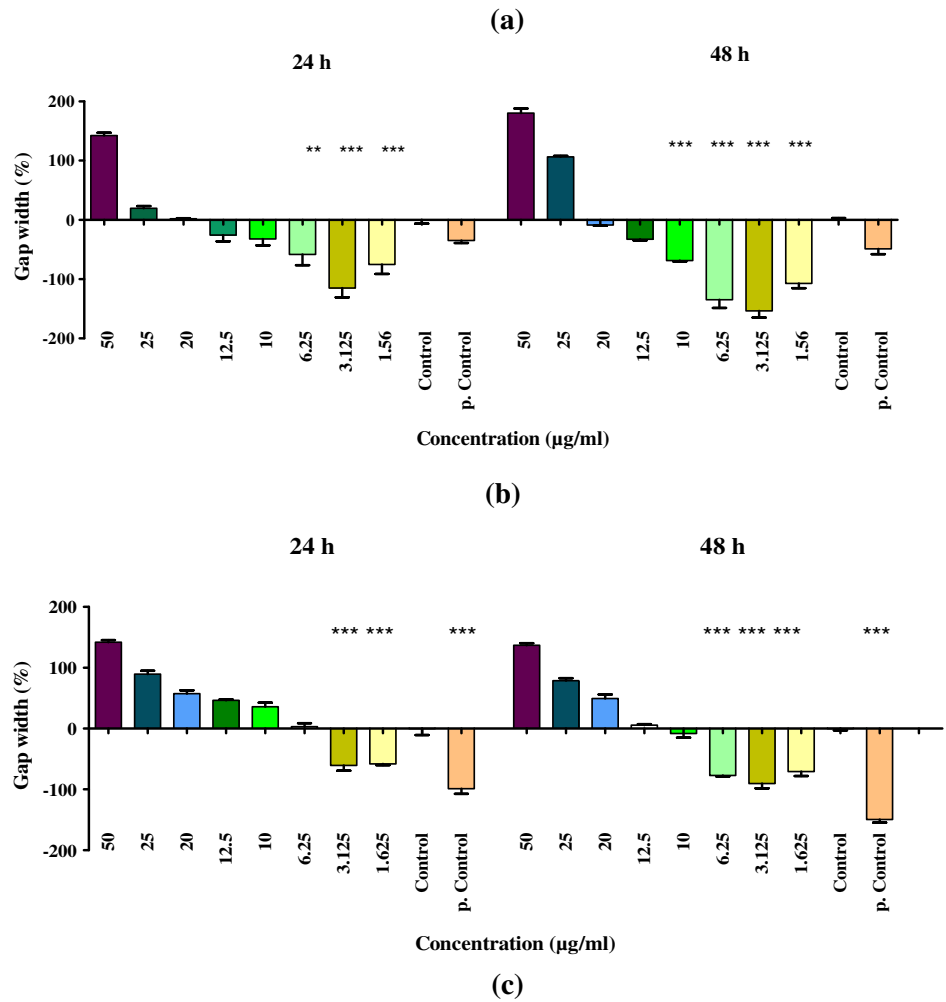 (a)
24 h 48 h
** *** *** *** *** *** ***
Gap width (%)
200
100
0
-100
-200
50 25 20 12.5 10 6.25 3.125 1.56 Control p. Control 50 25 20 12.5 10 6.25 3.125 1.56 Control p. Control
Concentration (µg/ml)
(b)
24 h 48 h
*** *** *** *** *** *** ***
Gap width (%)
200
100
0
-100
-200
50 25 20 12.5 10 6.25 3.125 1.625 Control p. Control 50 25 20 12.5 10 6.25 3.125 1.625 Control p. Control
Concentration (µg/ml)
(c)